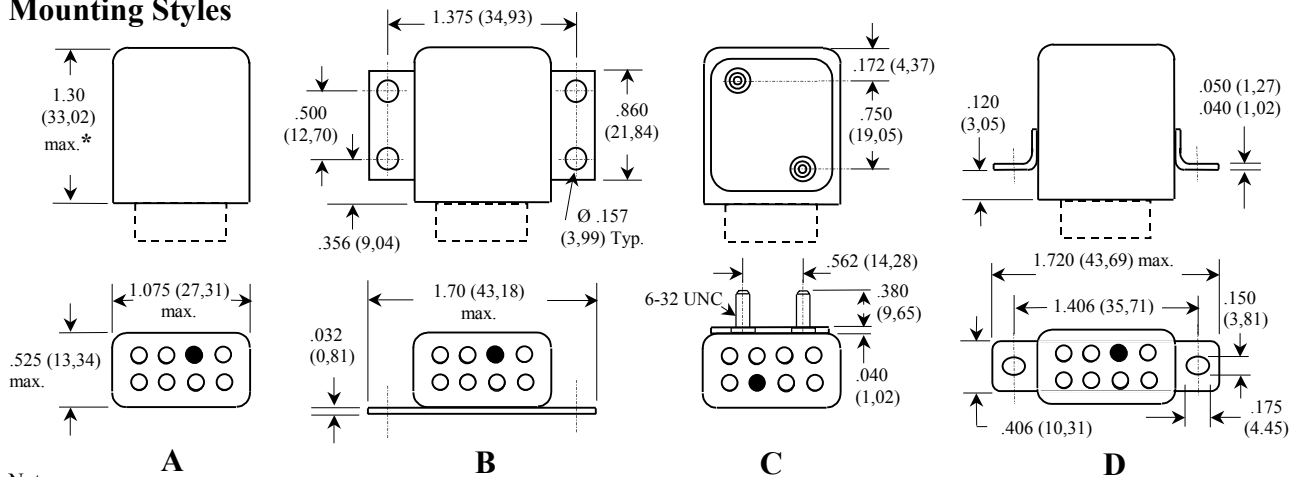 Mounting Styles
1.30
(33,02)
max.*
1.075 (27,31)
max.
.525 (13,34)
max.
A
1.375 (34,93)
.500
(12,70)
.860
(21,84)
.356 (9,04)
Ø .157
(3,99) Typ.
1.70 (43,18)
max.
.032
(0,81)
B
.172 (4,37)
.750
(19,05)
.562 (14,28)
6-32 UNC
.380
(9,65)
.040
(1,02)
C
.120
(3,05)
.050 (1,27)
.040 (1,02)
1.720 (43,69) max.
1.406 (35,71)
.150
(3,81)
.406 (10,31)
.175
(4.45)
D